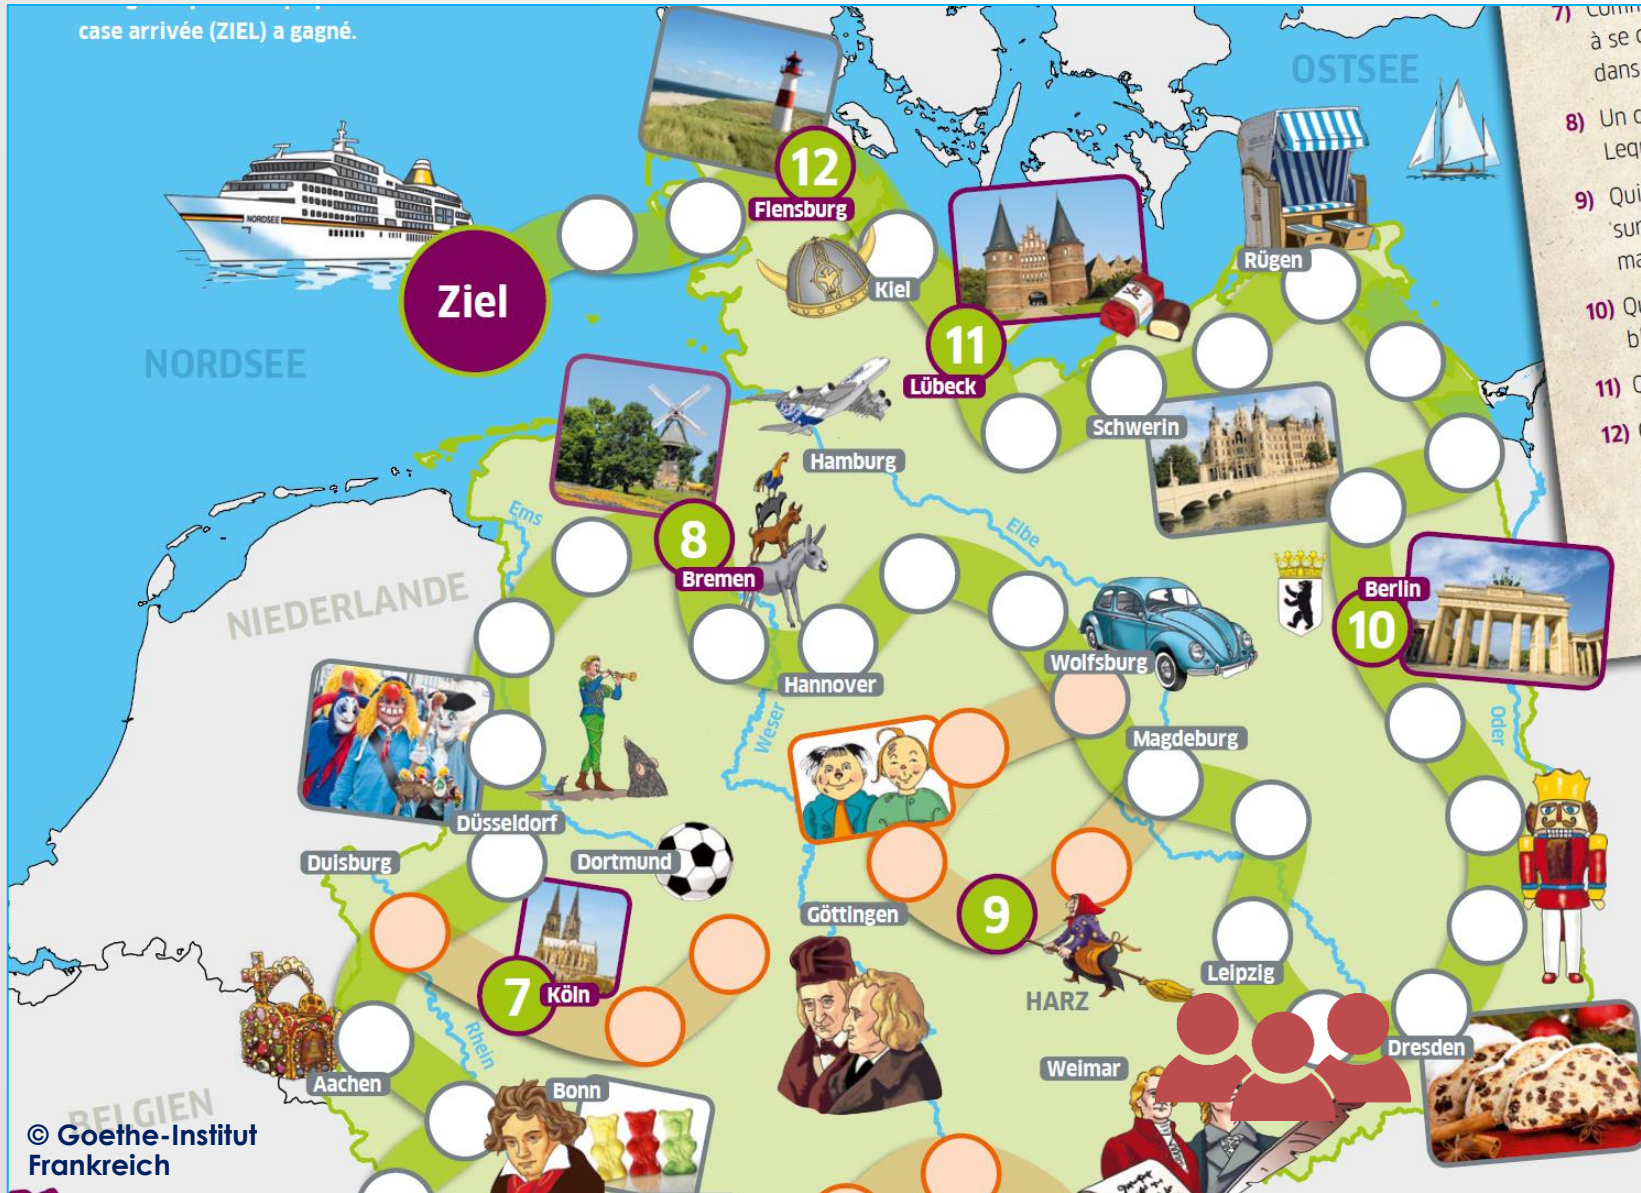 case arrivée (ZIEL) a gagné.
OSTSEE
7)
à se
dans
8) Un
9) Qui
sur
10)
11)
12)
12
Flensburg
NORDSEE
Ziel
Kiel
Rügen
11
Lübeck
NORDSEE
Schwerin
Hamburg
Ems
Elbe
8
Bremen
Berlin
10
NIEDERLANDE
Hannover
Wolfsburg
Weser
Oder
Magdeburg
Düsseldorf
Duisburg
Dortmund
Göttingen
9
7
Köln
Leipzig
HARZ
Rhein
Dresden
Weimar
Aachen
Bonn
BELGIEN
© Goethe-Institut
Frankreich